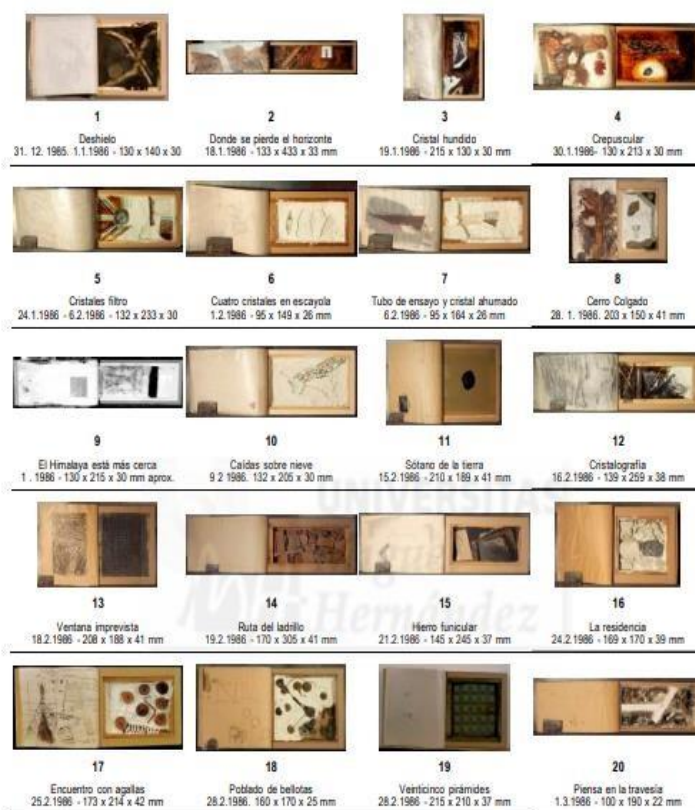 1
Deshielo
31. 12. 1985. 1.1.1986 - 130 x 140 x 30
2
Donde se pierde el horizonte
18.1.1986 - 133 x 433 x 33 mm
3
Cristal hundido
19.1.1986 - 215 x 130 x 30 mm
4
Crepuscular
30.1.1986- 130 x 213 x 30 mm
5
Cristales filtro
24.1.1986 - 6.2.1986 - 132 x 233 x 30
6
Cuatro cristales en escayola
1.2.1986 - 95 x 149 x 26 mm
7
Tubo de ensayo y cristal ahumado
6.2.1986 - 95 x 164 x 26 mm
8
Cerro Colgado
28. 1. 1986. 203 x 150 x 41 mm
9
El Himalaya está más cerca
1 . 1986 - 130 x 215 x 30 mm aprox.
10
Caídas sobre nieve
9 2 1986. 132 x 205 x 30 mm
11
Sótano de la tierra
15.2.1986 - 210 x 189 x 41 mm
12
Cristalografía
16.2.1986 - 139 x 259 x 38 mm
13
Ventana imprevista
18.2.1986 - 208 x 188 x 41 mm
14
Ruta del ladrillo
19.2.1986 - 170 x 305 x 41 mm
15
Hierro funicular
21.2.1986 - 145 x 245 x 37 mm
16
La residencia
24.2.1986 - 169 x 170 x 39 mm
17
Encuentro con agallas
25.2.1986 - 173 x 214 x 42 mm
18
Poblado de bellotas
28.2.1986. 160 x 170 x 25 mm
19
Veinticinco pirámides
28.2.1986 - 215 x 210 x 37 mm
20
Piensa en la travesía
1.3.1986 - 100 x 190 x 22 mm
UNIVERSITAS
Miguel
Hernández